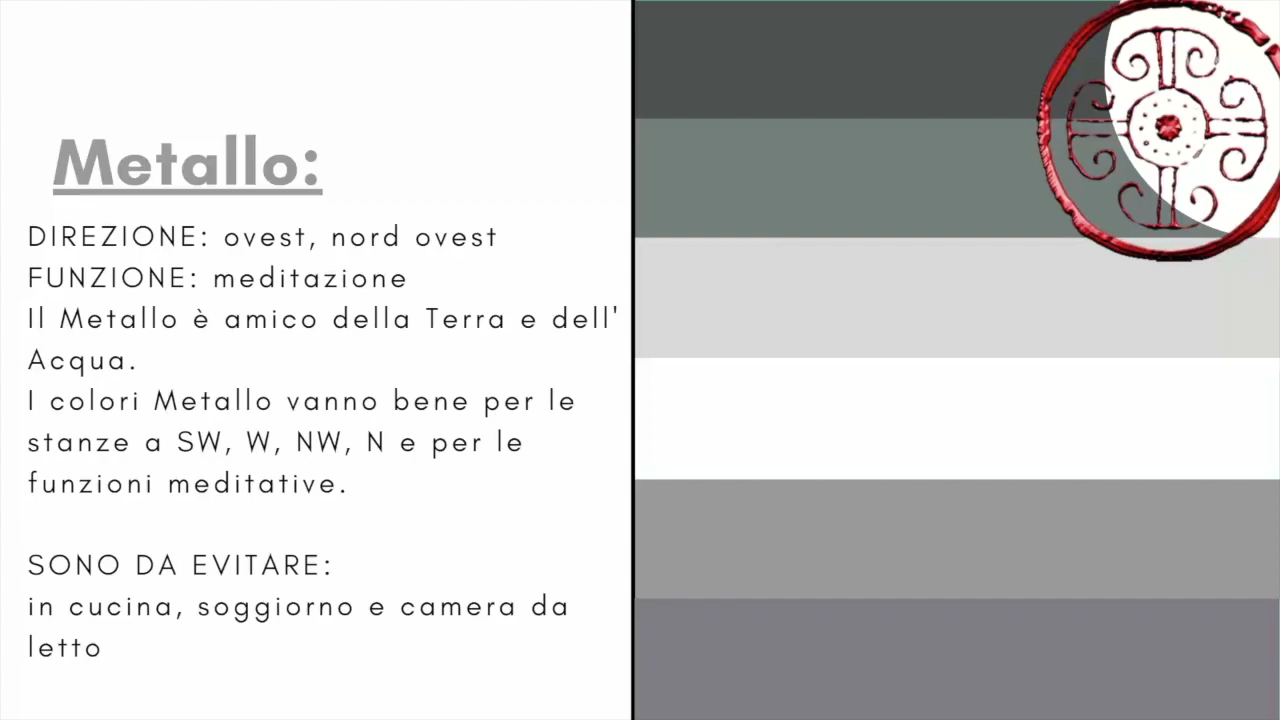 Metallo:
DIREZIONE: ovest, nord ovest
FUNZIONE: meditazione
Il Metallo è amico della Terra e dell'
Acqua.
I colori Metallo vanno bene per le
stanze a SW, W, NW, N e per le
funzioni meditative.
SONO DA EVITARE:
in cucina, soggiorno e camera da
letto